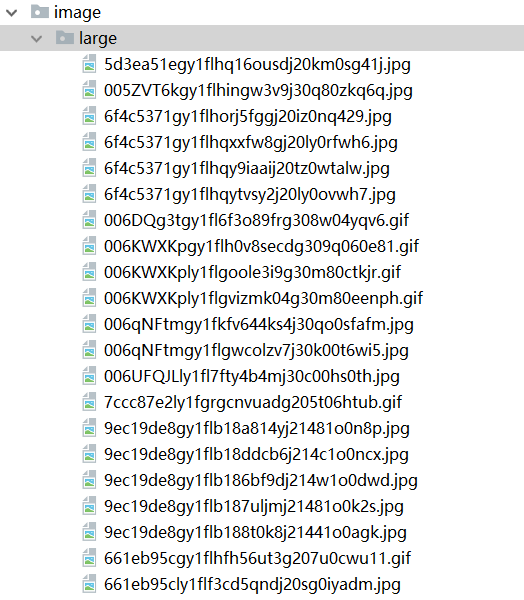 image
large
5d3ea51egy1flhq16ousdj20km0sg41j.jpg
005ZVT6kgy1flhingw3v9j30q80zkq6q.jpg
6f4c5371gy1flhorj5fggj20iz0nq429.jpg
6f4c5371gy1flhqxxfw8gj20ly0rfwh6.jpg
6f4c5371gy1flhqy9iaaij20tz0wtalw.jpg
6f4c5371gy1flhqytvsy2j20ly0ovwh7.jpg
006DQg3tgy1fl6f3o89frg308w04yqv6.gif
006KWXKpgy1flh0v8secdg309q060e81.gif
006KWXKply1flgoole3i9g30m80ctkjr.gif
006KWXKply1flgvizmk04g30m80eenph.gif
006qNFtmgy1fkfv644ks4j30qo0sfafm.jpg
006qNFtmgy1flgwcolzv7j30k00t6wi5.jpg
006UFQJLly1fl7fty4b4mj30c00hs0th.jpg
7ccc87e2ly1fgrgcnvuadg205t06htub.gif
9ec19de8gy1flb18a814yj21481o0n8p.jpg
9ec19de8gy1flb18ddcb6j214c1o0ncx.jpg
9ec19de8gy1flb186bf9dj214w1o0dwd.jpg
9ec19de8gy1flb187uljmj21481o0k2s.jpg
9ec19de8gy1flb188t0k8j21441o0agk.jpg
661eb95cgy1flhfh56ut3g207u0cwu11.gif
661eb95cly1flf3cd5qndj20sg0iyadm.jpg